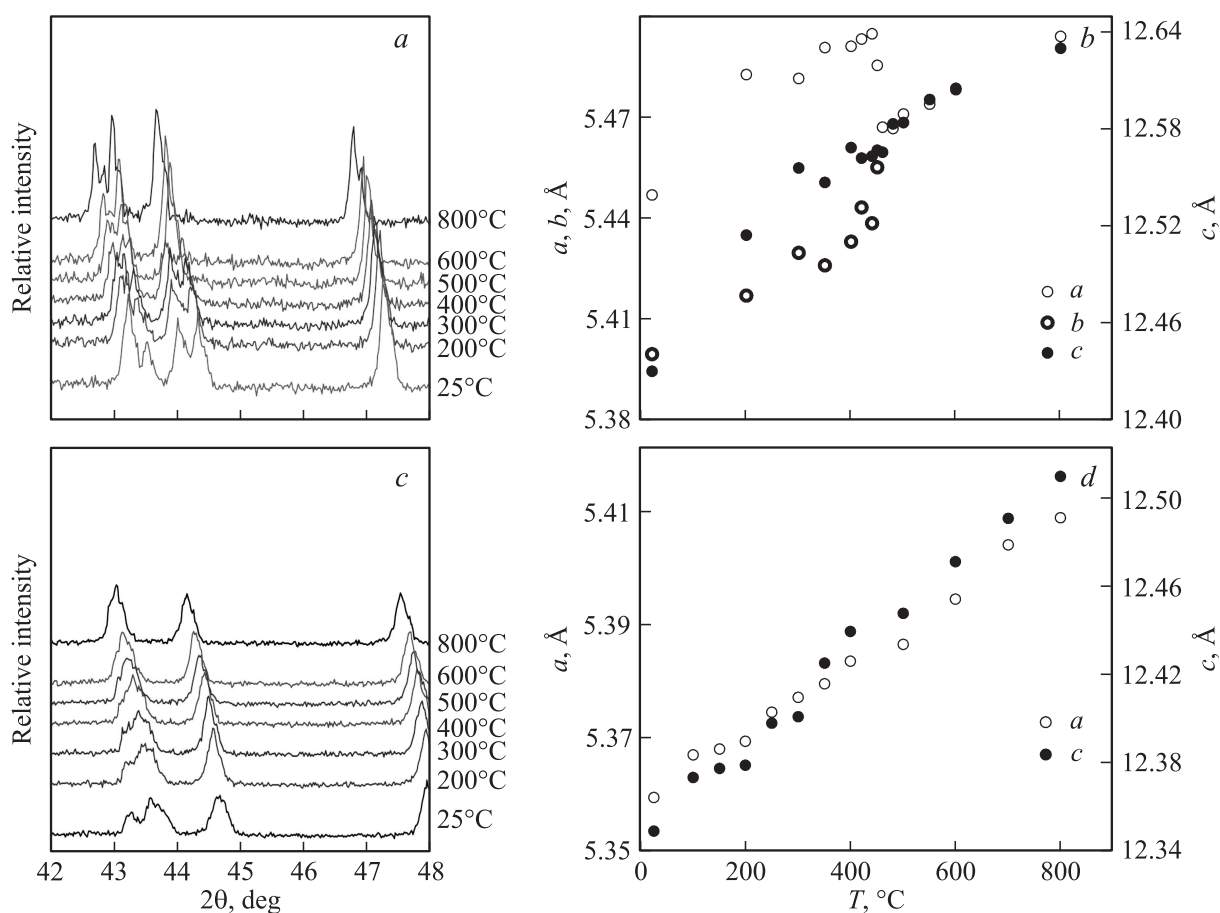 a
Relative intensity
800°C
600°C
500°C
400°C
300°C
200°C
25°C
b
a, b, Å
5.47
5.44
5.41
5.38
12.64
12.58
12.52
12.46
12.40
c, Å
a
b
c
c
Relative intensity
800°C
600°C
500°C
400°C
300°C
200°C
25°C
42
43
44
45
46
47
48
2θ, deg
d
a, Å
5.41
5.39
5.37
5.35
12.50
12.46
12.42
12.38
12.34
c, Å
a
c
0
200
400
600
800
T, °C